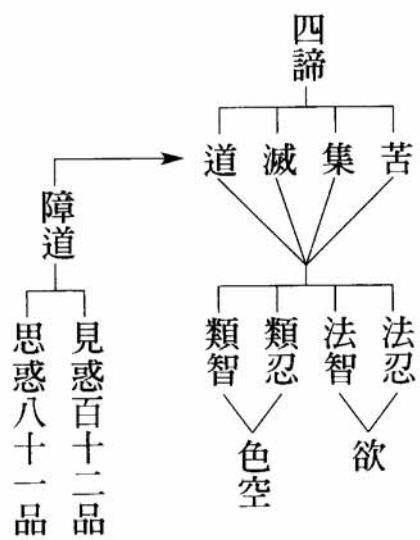 四諦
苦
集
滅
道
法忍
法智
類忍
類智
欲
色空
障道
見惑百十二品
思惑八十一品